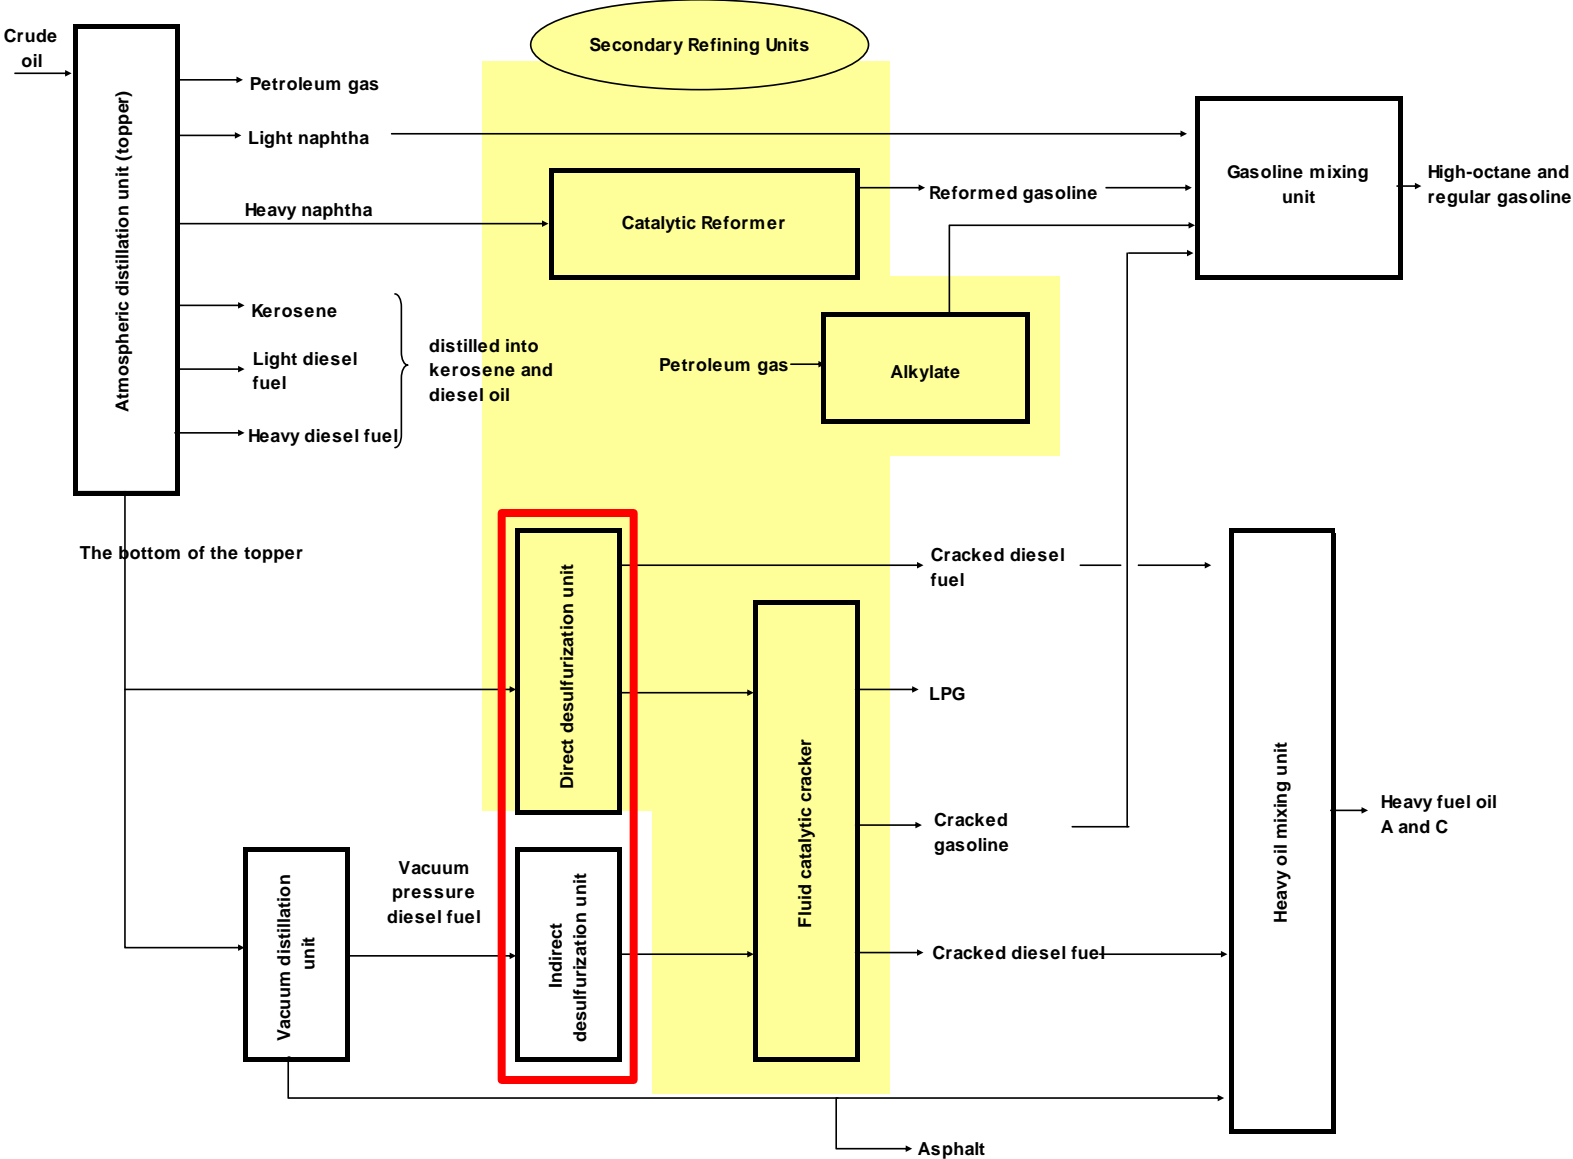 Crude
oil
Secondary Refining Units
Atmospheric distillation unit (topper)
Petroleum gas
Light naphtha
Heavy naphtha
Catalytic Reformer
Reformed gasoline
Gasoline mixing
unit
High-octane and
regular gasoline
Kerosene
Light diesel
fuel
Heavy diesel fuel
distilled into
kerosene and
diesel oil
Petroleum gas
Alkylate
The bottom of the topper
Direct desulfurization unit
Cracked diesel
fuel
LPG
Fluid catalytic cracker
Cracked
gasoline
Heavy oil mixing unit
Heavy fuel oil
A and C
Vacuum distillation
unit
Vacuum
pressure
diesel fuel
Indirect
desulfurization unit
Cracked diesel fuel
Asphalt